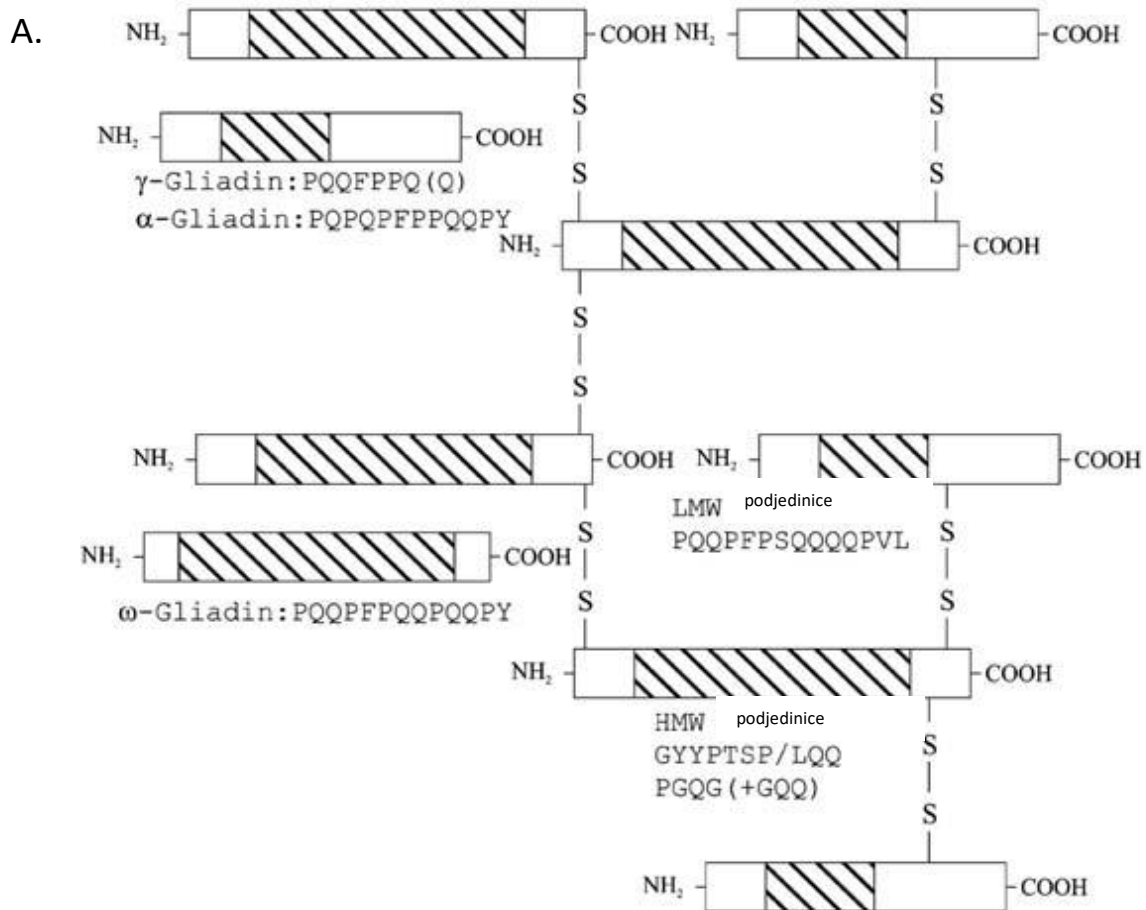 A.
NH₂ COOH NH₂ COOH
S S
NH₂ COOH
S S
γ-Gliadin:PQQFPPQ(Q)
α-Gliadin:PQPQPFPPQQPY
NH₂ COOH
S
S
NH₂ COOH NH₂ COOH
LMW podjedinice
PQQPFPSQQQQPVL
S S
NH₂ COOH
S S
ω-Gliadin:PQQPFPQQPQQPY
NH₂ COOH
HMW podjedinice
GYYPTSP/LQQ
PGQG(+GQQ)
S
S
NH₂ COOH